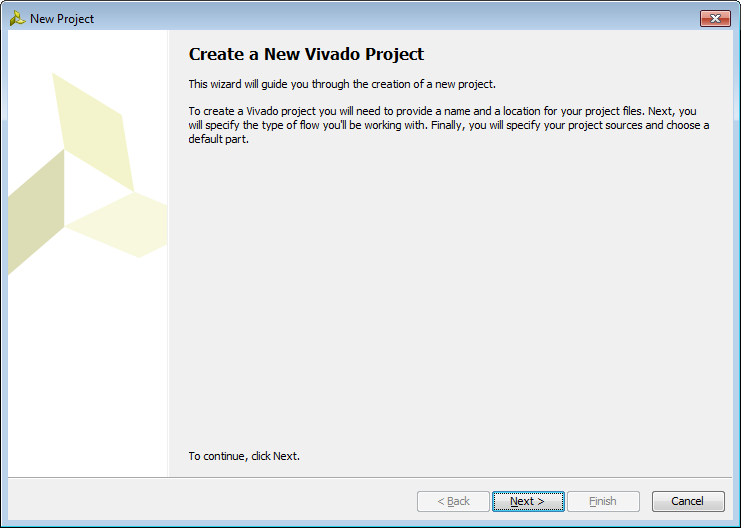 New Project
Create a New Vivado Project
This wizard will guide you through the creation of a new project.
To create a Vivado project you will need to provide a name and a location for your project files. Next, you
will specify the type of flow you'll be working with. Finally, you will specify your project sources and choose a
default part.
To continue, click Next.
< Back
Next >
Finish
Cancel